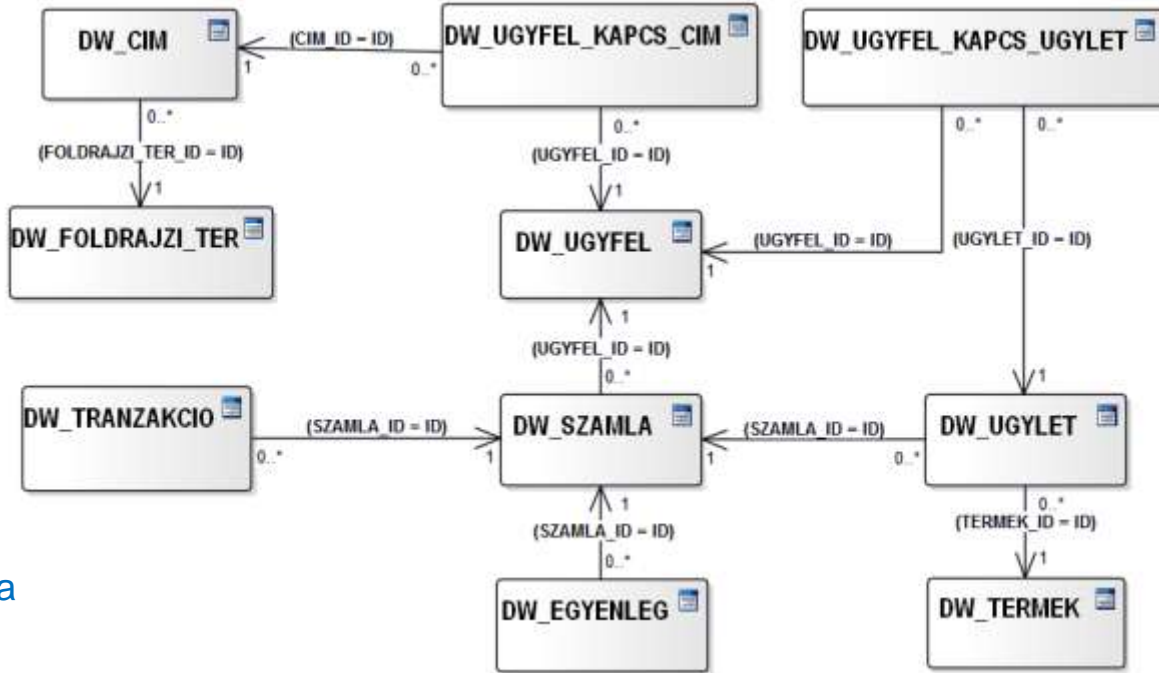 DW_CIM
(CIM_ID = ID)
1
0..*
DW_UGYFEL_KAPCS_CIM
DW_UGYFEL_KAPCS_UGYLET
0..*
(FOLDRAJZI_TER_ID = ID)
1
0..*
(UGYFEL_ID = ID)
1
0..*
0..*
DW_FOLDRAJZI_TER
DW_UGYFEL
(UGYFEL_ID = ID)
1
(UGYLET_ID = ID)
1
1
(UGYFEL_ID = ID)
0..*
DW_TRANZAKCIO
(SZAMLA_ID = ID)
0..*
1
DW_SZAMLA
(SZAMLA_ID = ID)
1
0..*
DW_UGYLET
1
(SZAMLA_ID = ID)
0..*
0..*
(TERMEK_ID = ID)
1
a
DW_EGYENLEG
DW_TERMEK